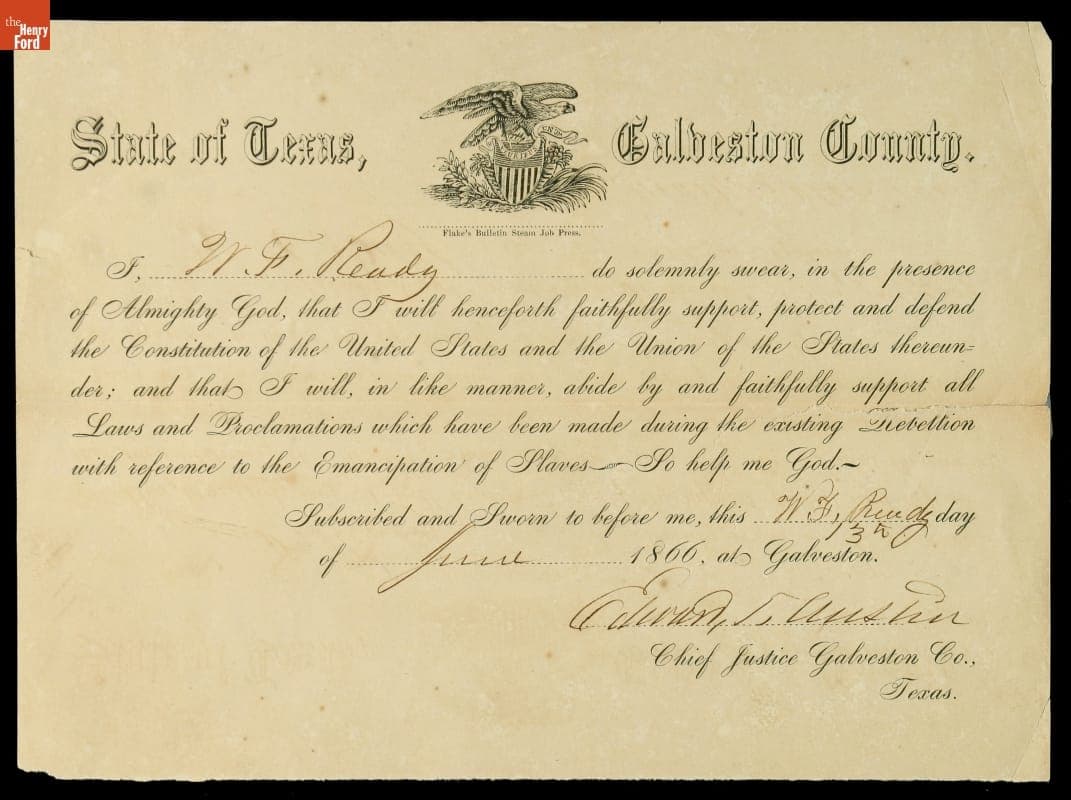 the
Henry
Ford
State of Texas, Galveston County.
Flake's Bulletin Steam Job Press.
I, W. F. Ready do solemnly swear, in the presence
of Almighty God, that I will henceforth faithfully support, protect and defend
the Constitution of the United States and the Union of the States thereun=
der; and that I will, in like manner, abide by and faithfully support all
Laws and Proclamations which have been made during the existing Rebellion
with reference to the Emancipation of Slaves—So help me God.—
Subscribed and Sworn to before me, this W. F. Ready day
13th
of June 1866, at Galveston.
Edward T. Austin
Chief Justice Galveston Co.,
Texas.